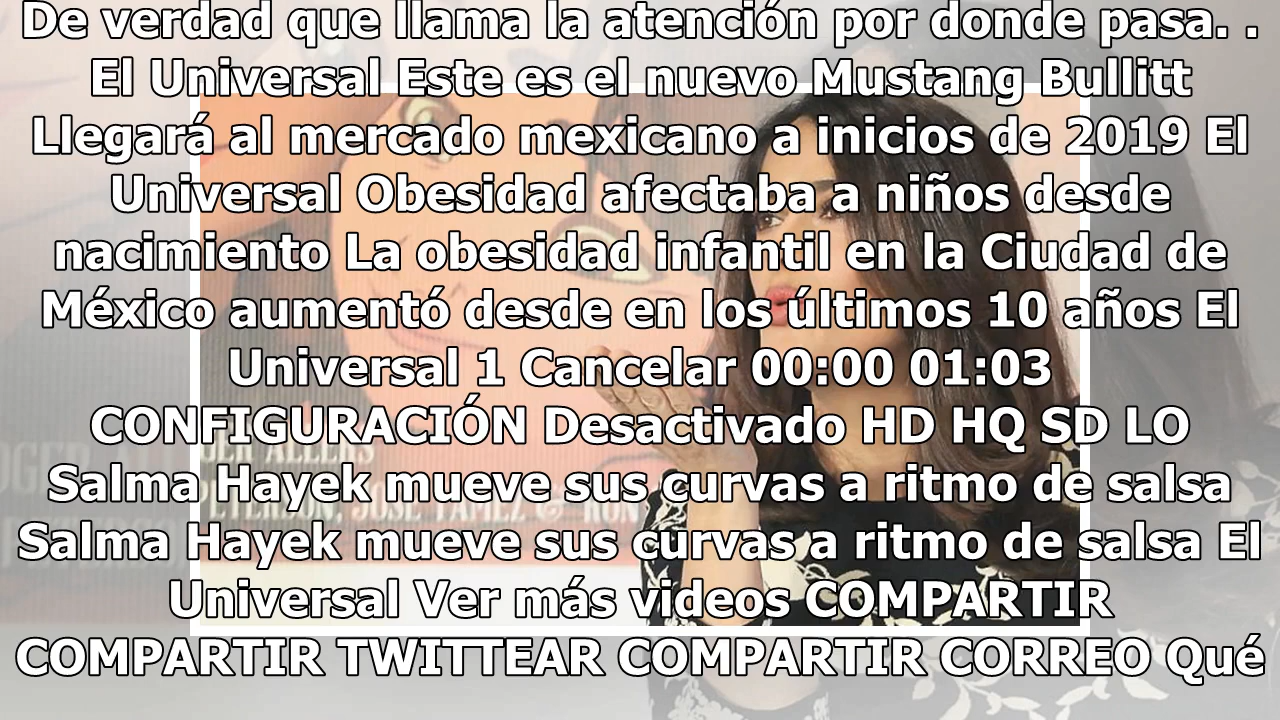 De verdad que llama la atención por donde pasa. .
El Universal Este es el nuevo Mustang Bullitt
Llegará al mercado mexicano a inicios de 2019 El
Universal Obesidad afectaba a niños desde
nacimiento La obesidad infantil en la Ciudad de
México aumentó desde en los últimos 10 años El
Universal 1 Cancelar 00:00 01:03
CONFIGURACIÓN Desactivado HD HQ SD LO
Salma Hayek mueve sus curvas a ritmo de salsa
Salma Hayek mueve sus curvas a ritmo de salsa El
Universal Ver más videos COMPARTIR
COMPARTIR TWITTEAR COMPARTIR CORREO Qué